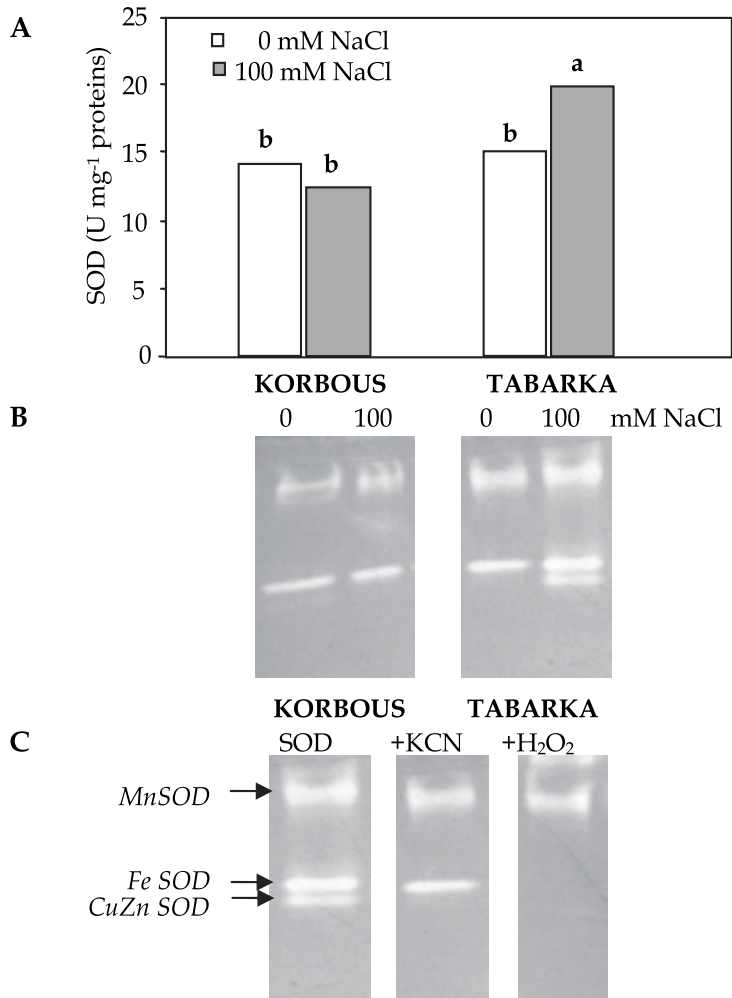 A
25
20
15
10
5
0
SOD (U mg-1 proteins)
0 mM NaCl
100 mM NaCl
b
b
b
a
KORBOUS TABARKA
B
0 100 0 100 mM NaCl
KORBOUS TABARKA
C
SOD +KCN +H₂O₂
MnSOD
Fe SOD
CuZn SOD